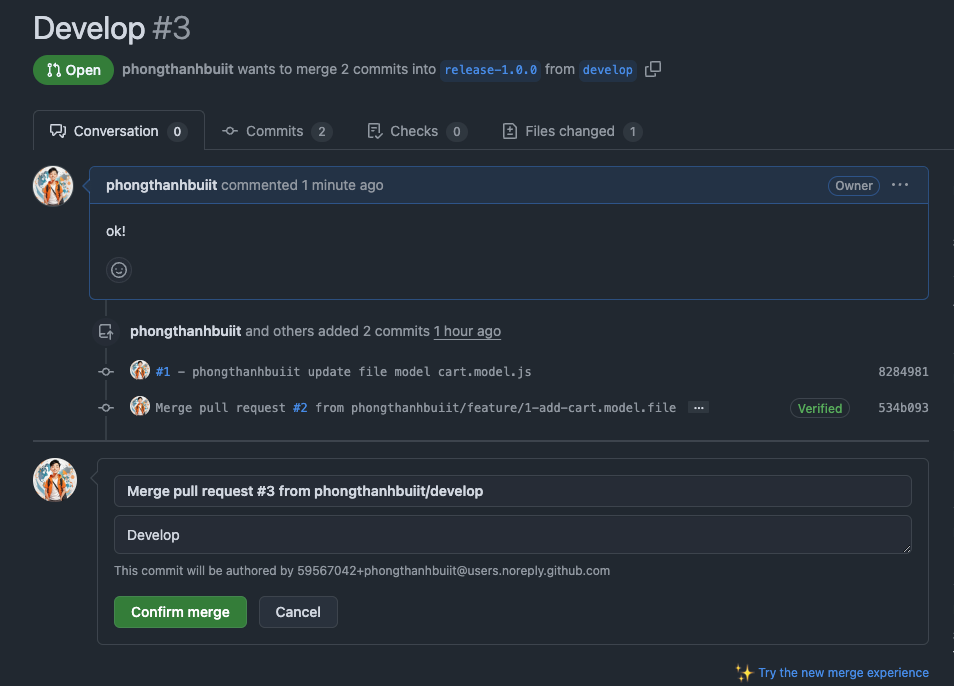 Develop #3
Open phongthanhbuiit wants to merge 2 commits into release-1.0.0 from develop
Conversation 0 Commits 2 Checks 0 Files changed 1
phongthanhbuiit commented 1 minute ago Owner ...
ok!
phongthanhbuiit and others added 2 commits 1 hour ago
#1 – phongthanhbuiit update file model cart.model.js 8284981
Merge pull request #2 from phongthanhbuiit/feature/1-add-cart.model.file ... Verified 534b093
Merge pull request #3 from phongthanhbuiit/develop
Develop
This commit will be authored by 59567042+phongthanhbuiit@users.noreply.github.com
Confirm merge Cancel
Try the new merge experience